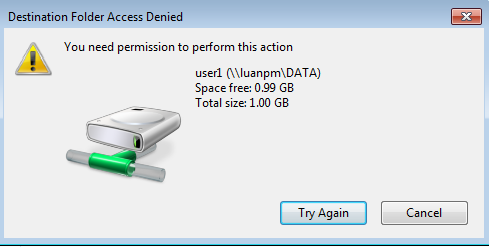 Destination Folder Access Denied
You need permission to perform this action
user1 (\\luanpm\DATA)
Space free: 0.99 GB
Total size: 1.00 GB
Try Again
Cancel